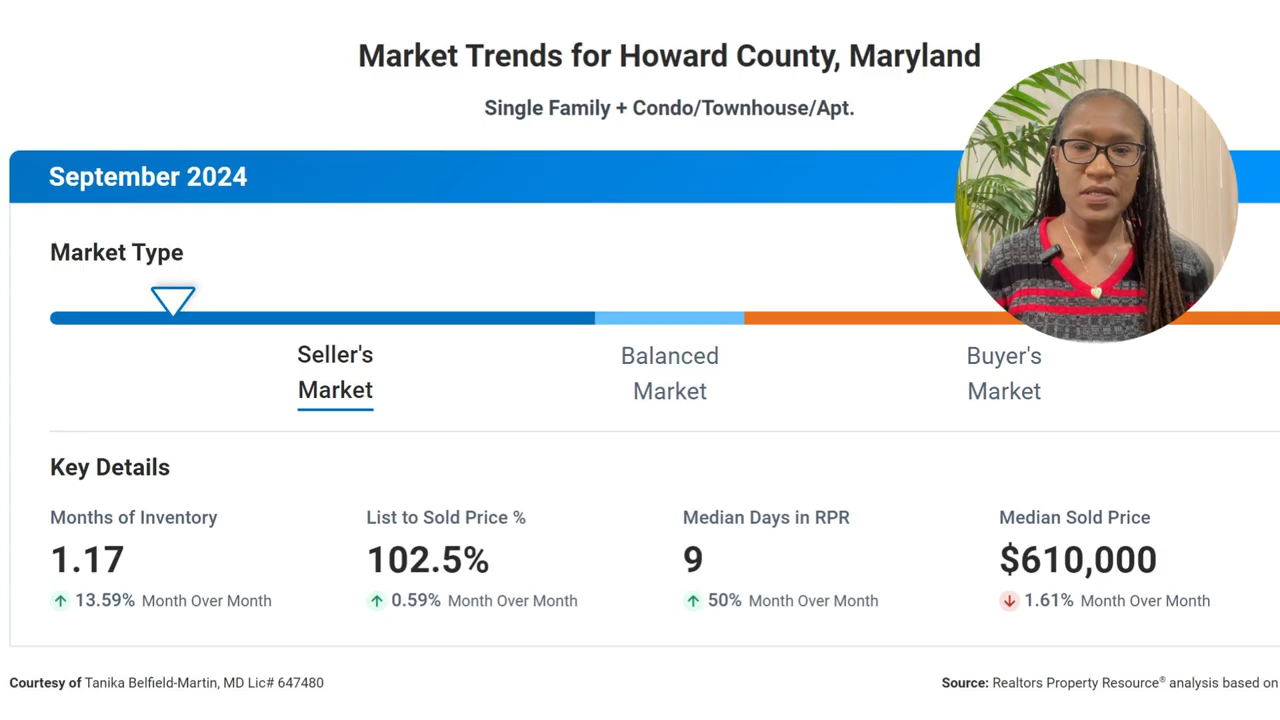 Market Trends for Howard County, Maryland
Single Family + Condo/Townhouse/Apt.
September 2024
Market Type
Seller's Market
Balanced Market
Buyer's Market
Key Details
Months of Inventory
1.17
13.59% Month Over Month
List to Sold Price %
102.5%
0.59% Month Over Month
Median Days in RPR
9
50% Month Over Month
Median Sold Price
$610,000
1.61% Month Over Month
Courtesy of Tanika Belfield-Martin, MD Lic# 647480
Source: Realtors Property Resource® analysis based on